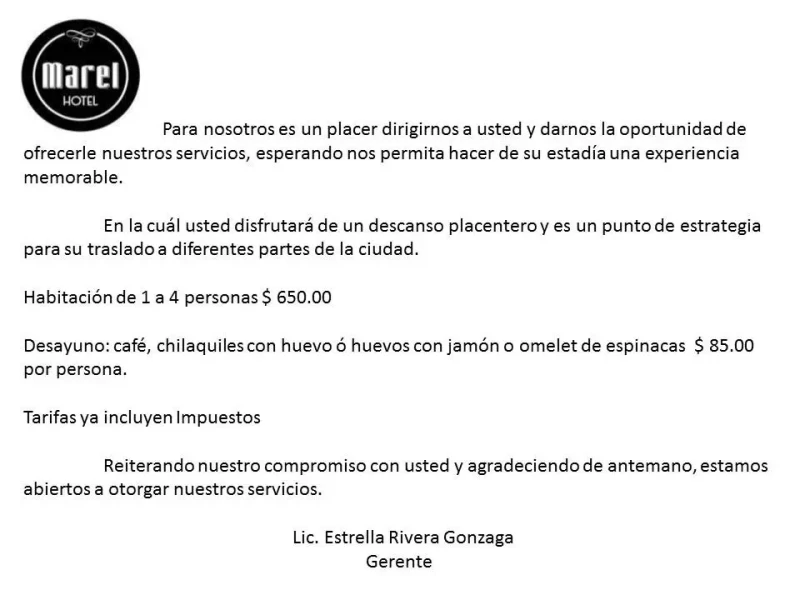 Marel
HOTEL
Para nosotros es un placer dirigirnos a usted y darnos la oportunidad de
ofrecerle nuestros servicios, esperando nos permita hacer de su estadía una experiencia
memorable.
En la cuál usted disfrutará de un descanso placentero y es un punto de estrategia
para su traslado a diferentes partes de la ciudad.
Habitación de 1 a 4 personas $ 650.00
Desayuno: café, chilaquiles con huevo ó huevos con jamón o omelet de espinacas $ 85.00
por persona.
Tarifas ya incluyen Impuestos
Reiterando nuestro compromiso con usted y agradeciendo de antemano, estamos
abiertos a otorgar nuestros servicios.
Lic. Estrella Rivera Gonzaga
Gerente